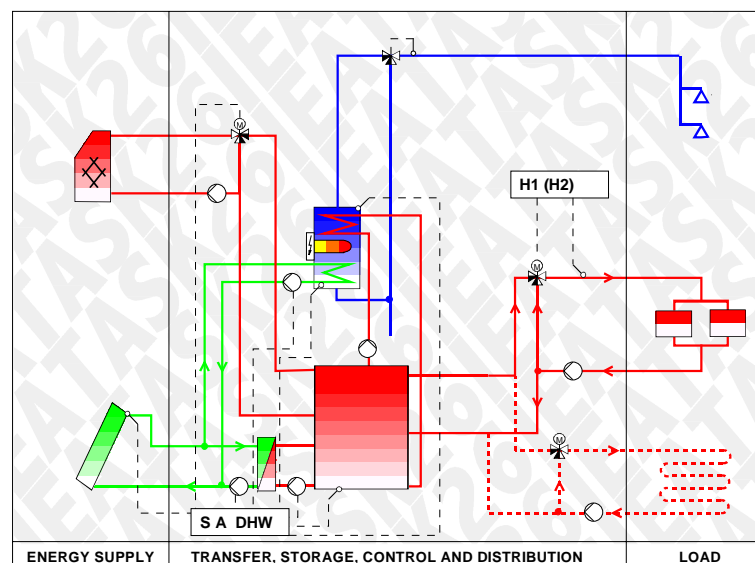 M
H1 (H2)
M
M
S A DHW
ENERGY SUPPLY
TRANSFER, STORAGE, CONTROL AND DISTRIBUTION
LOAD